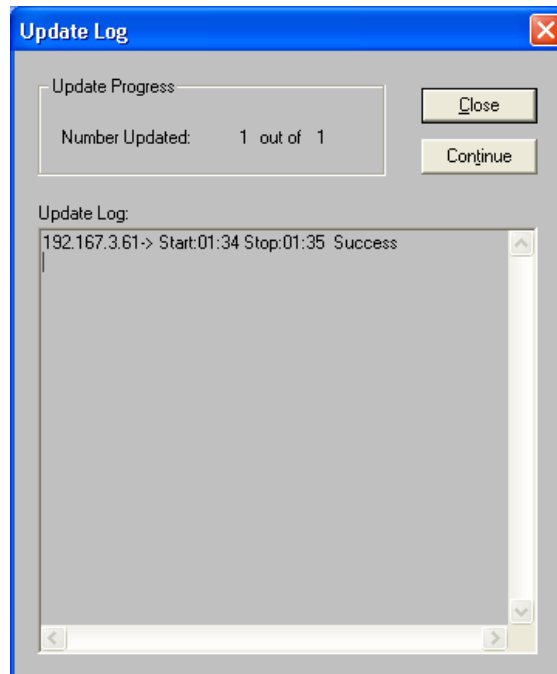 Update Log
Update Progress
Close
Number Updated: 1 out of 1
Continue
Update Log:
192.167.3.61-> Start:01:34 Stop:01:35 Success